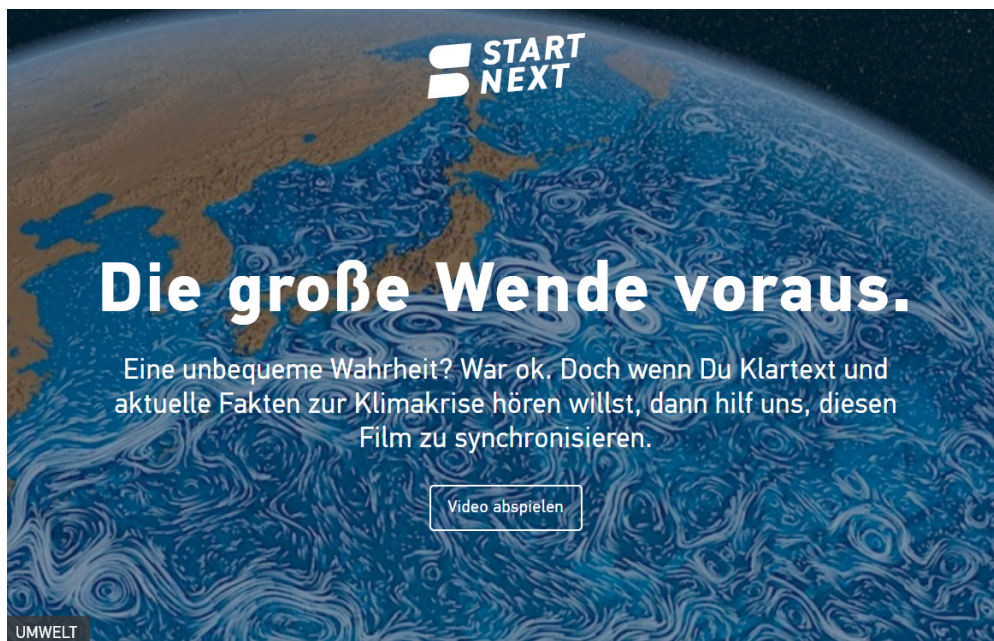 START
NEXT
Die große Wende voraus.
Eine unbequeme Wahrheit? War ok. Doch wenn Du Klartext und
aktuelle Fakten zur Klimakrise hören willst, dann hilf uns, diesen
Film zu synchronisieren.
Video abspielen
UMWELT